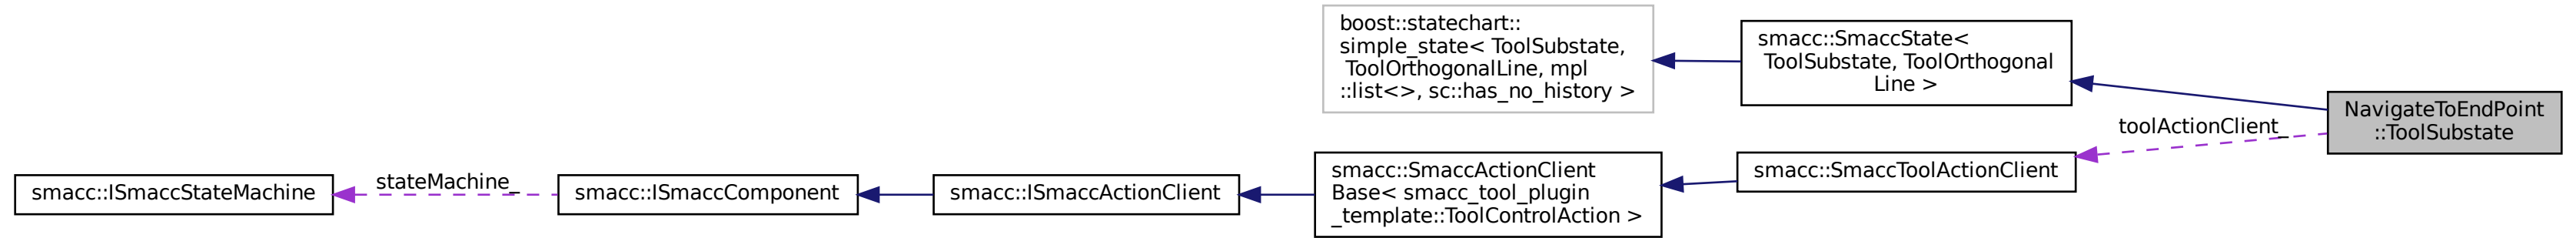 boost::statechart::
simple_state< ToolSubstate,
ToolOrthogonalLine, mpl
::list<>, sc::has_no_history >
smacc::SmaccState<
ToolSubstate, ToolOrthogonal
Line >
NavigateToEndPoint
::ToolSubstate
toolActionClient_
smacc::ISmaccStateMachine
stateMachine_
smacc::ISmaccComponent
smacc::ISmaccActionClient
smacc::SmaccActionClient
Base< smacc_tool_plugin
_template::ToolControlAction >
smacc::SmaccToolActionClient